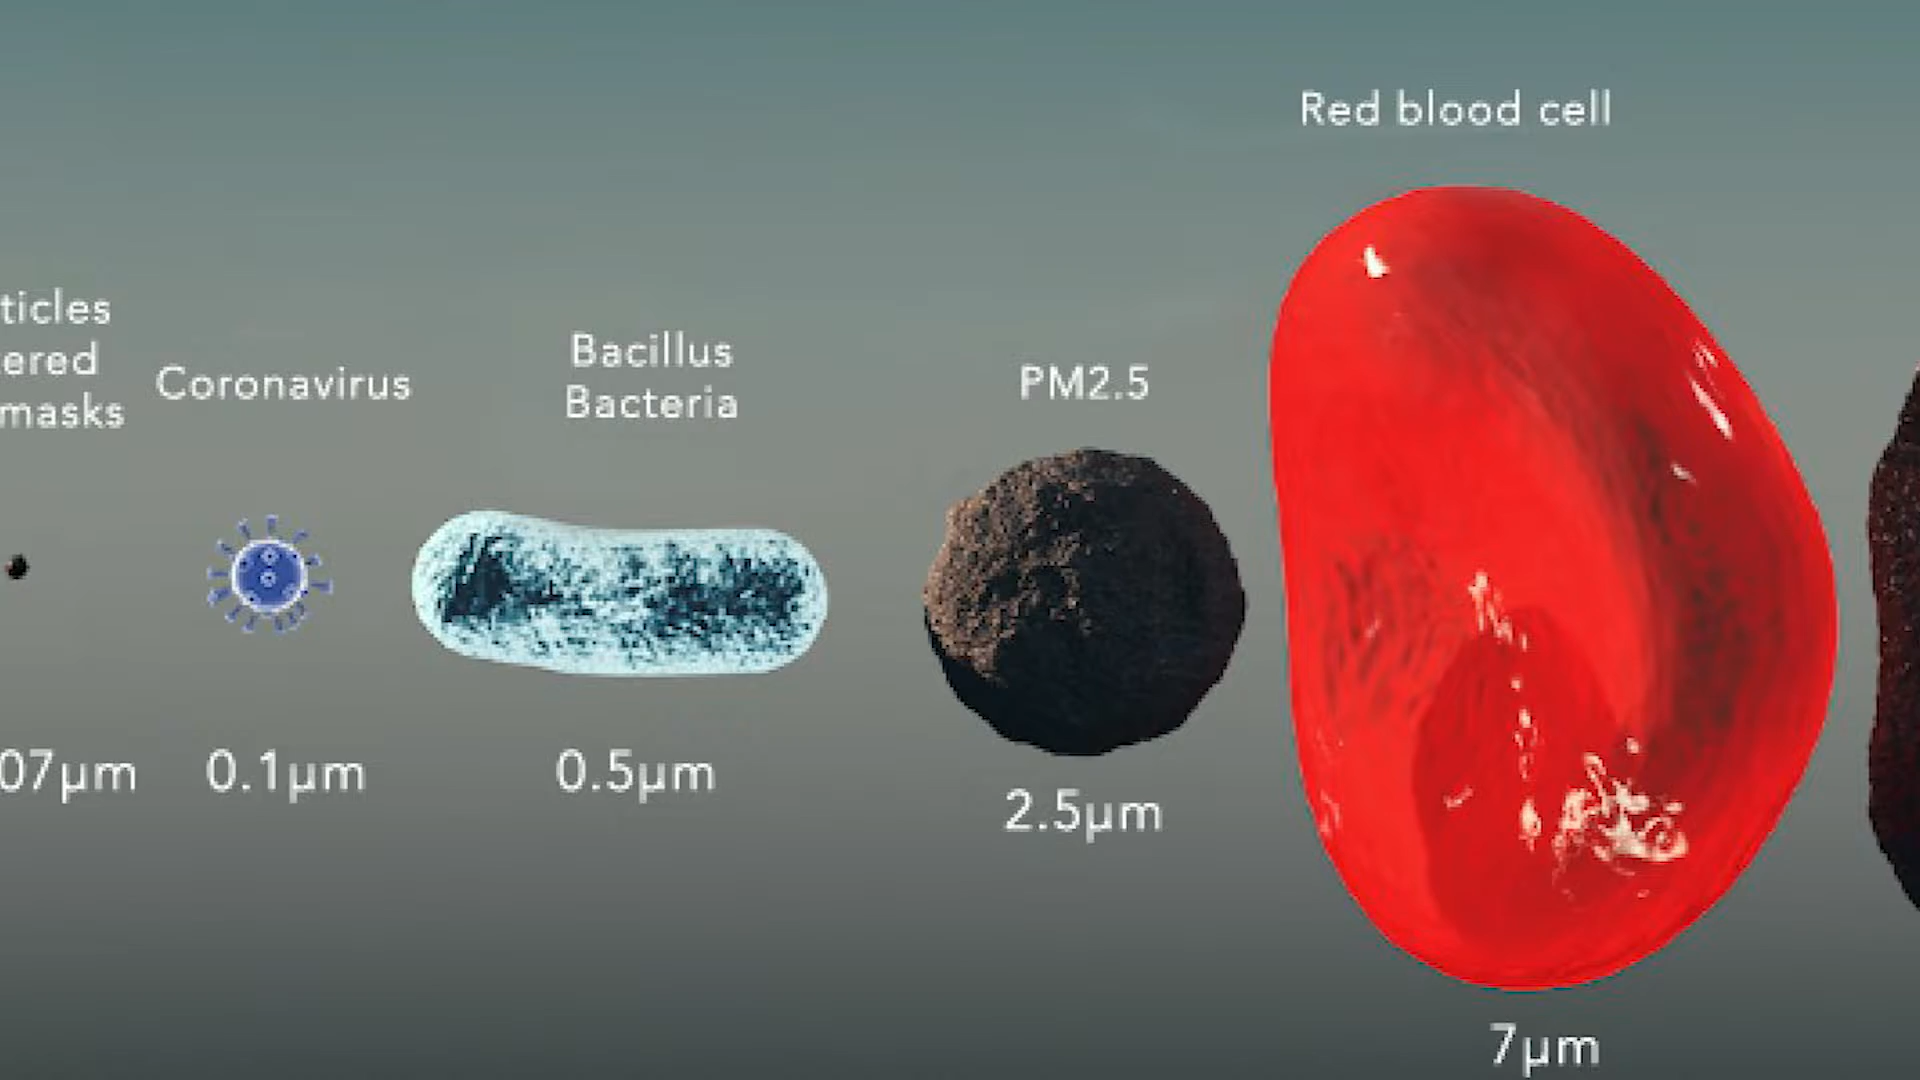 Red blood cell
ticles
ered
masks
Coronavirus
Bacillus
Bacteria
PM2.5
07µm
0.1µm
0.5µm
2.5µm
7µm